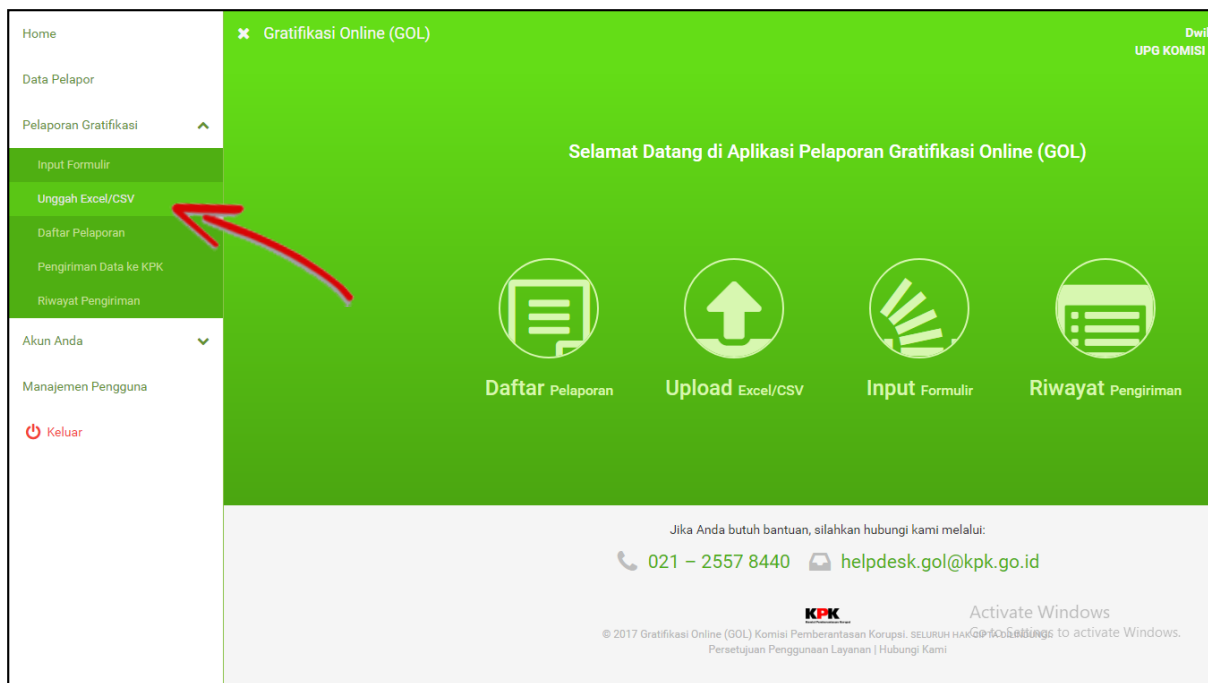 Home
Data Pelapor
Pelaporan Gratifikasi
Input Formulir
Unggah Excel/CSV
Daftar Pelaporan
Pengiriman Data ke KPK
Riwayat Pengiriman
Akun Anda
Manajemen Pengguna
Keluar
Gratifikasi Online (GOL)
UPG KOMISI
Selamat Datang di Aplikasi Pelaporan Gratifikasi Online (GOL)
Daftar Pelaporan
Upload Excel/CSV
Input Formulir
Riwayat Pengiriman
Jika Anda butuh bantuan, silahkan hubungi kami melalui:
021 – 2557 8440 helpdesk.gol@kpk.go.id
KPK
Activate Windows
Go to Settings to activate Windows.
© 2017 Gratifikasi Online (GOL) Komisi Pemberantasan Korupsi. SELURUH HAK CIPTA DILINDUNGI.
Persetujuan Penggunaan Layanan | Hubungi Kami